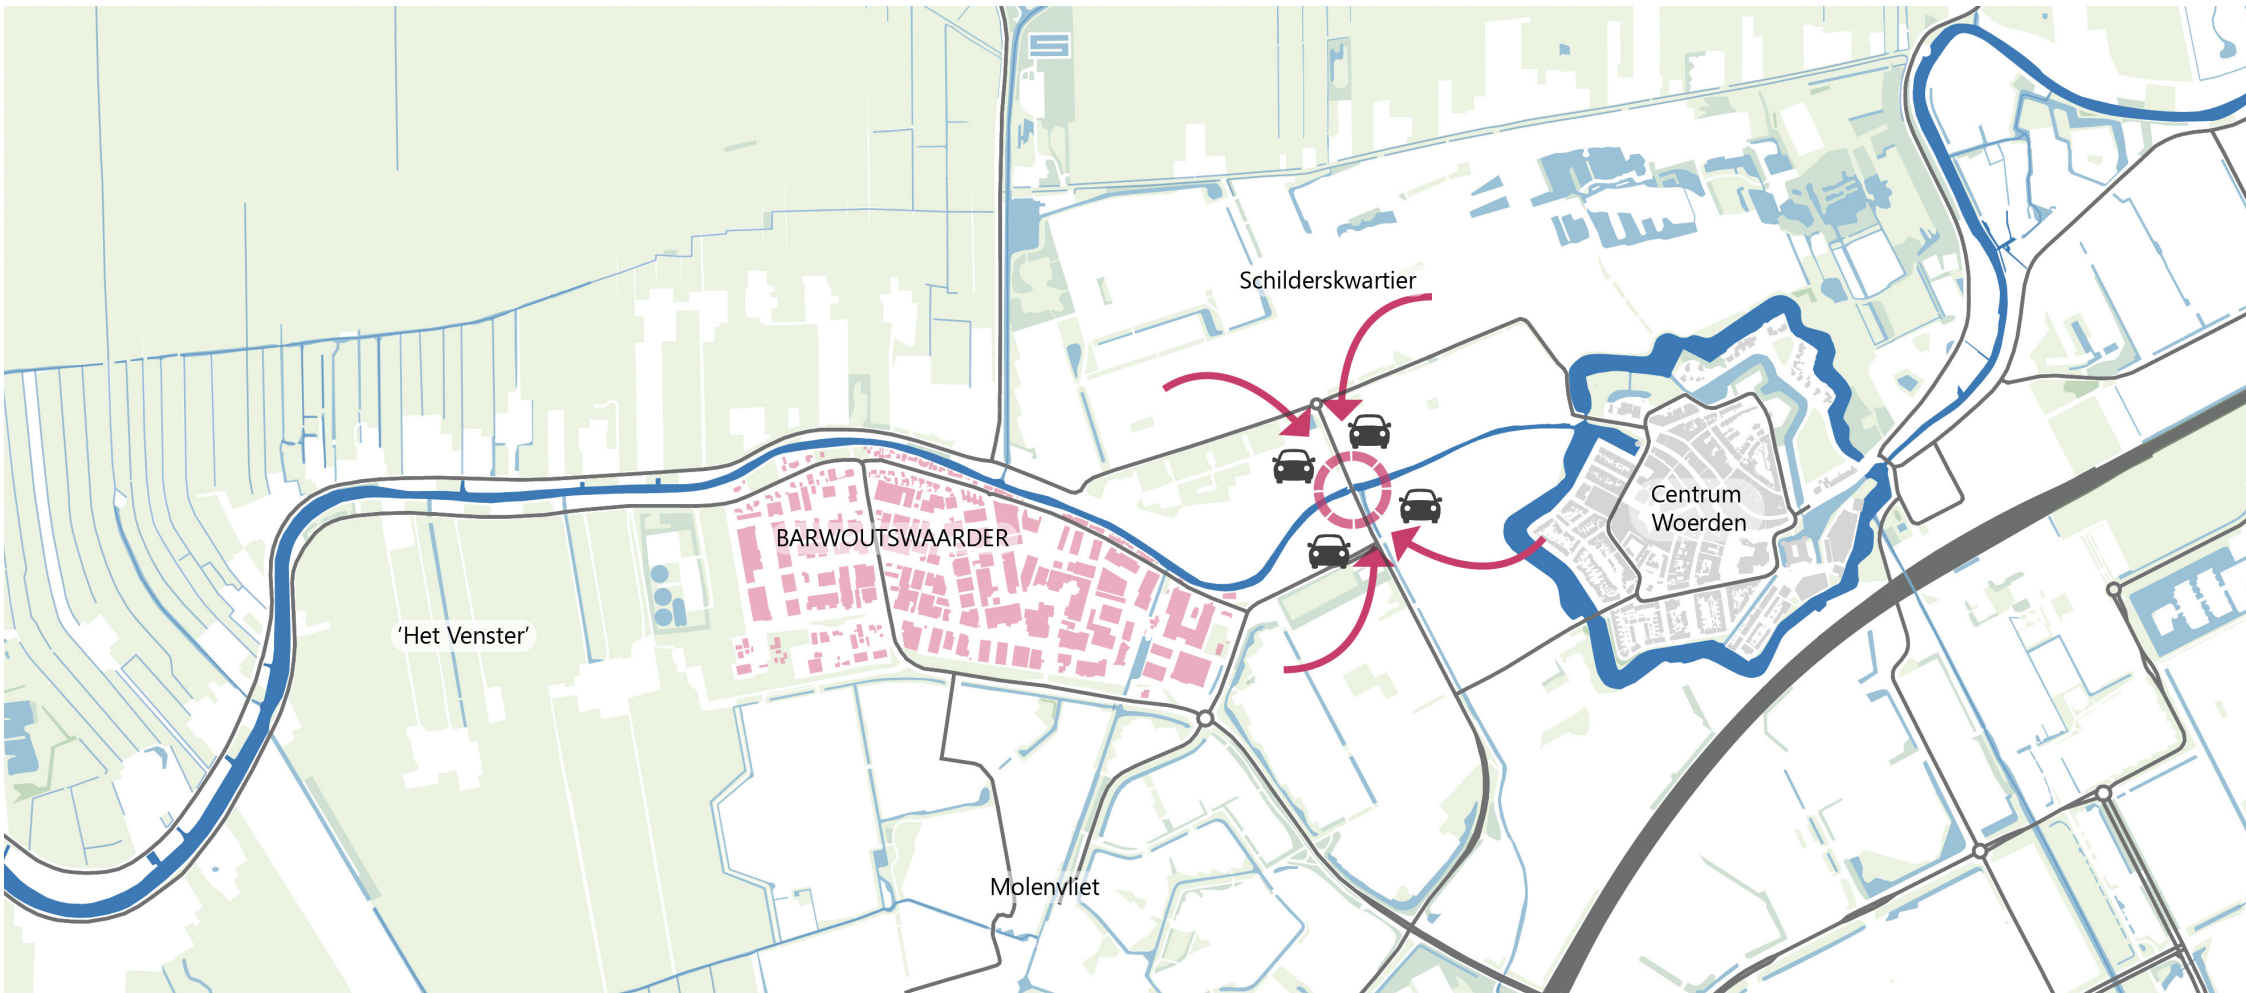 Schilderskwartier
Centrum
Woerden
BARWOUTSWAARDER
‘Het Venster’
Molenvliet